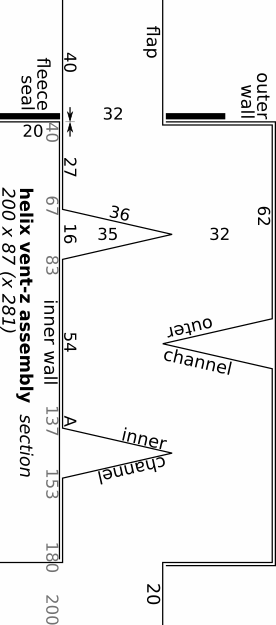 40
flap
outer
wall
fleece
seal
32
20
40
27
67
36
16
35
32
62
83
outer
channel
54
inner wall
helix vent-z assembly section
200 x 87 (x 281)
137
A
inner
channel
153
180
20
200